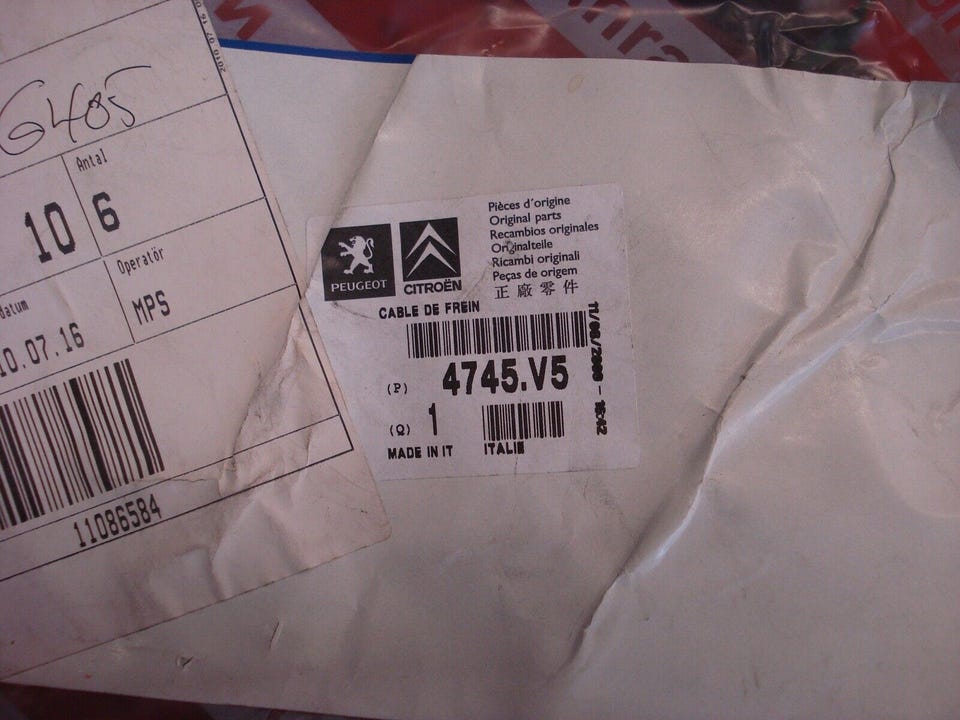 G405
Antal
10
6
datum
Operatör
10.07.16
MPS
11086584
PEUGEOT
CITROËN
Pièces d'origine
Original parts
Recambios originales
Originalteile
Ricambi originali
Peças de origem
正廠零件
CABLE DE FREIN
(P) 4745.V5
(Q) 1
MADE IN IT ITALIE